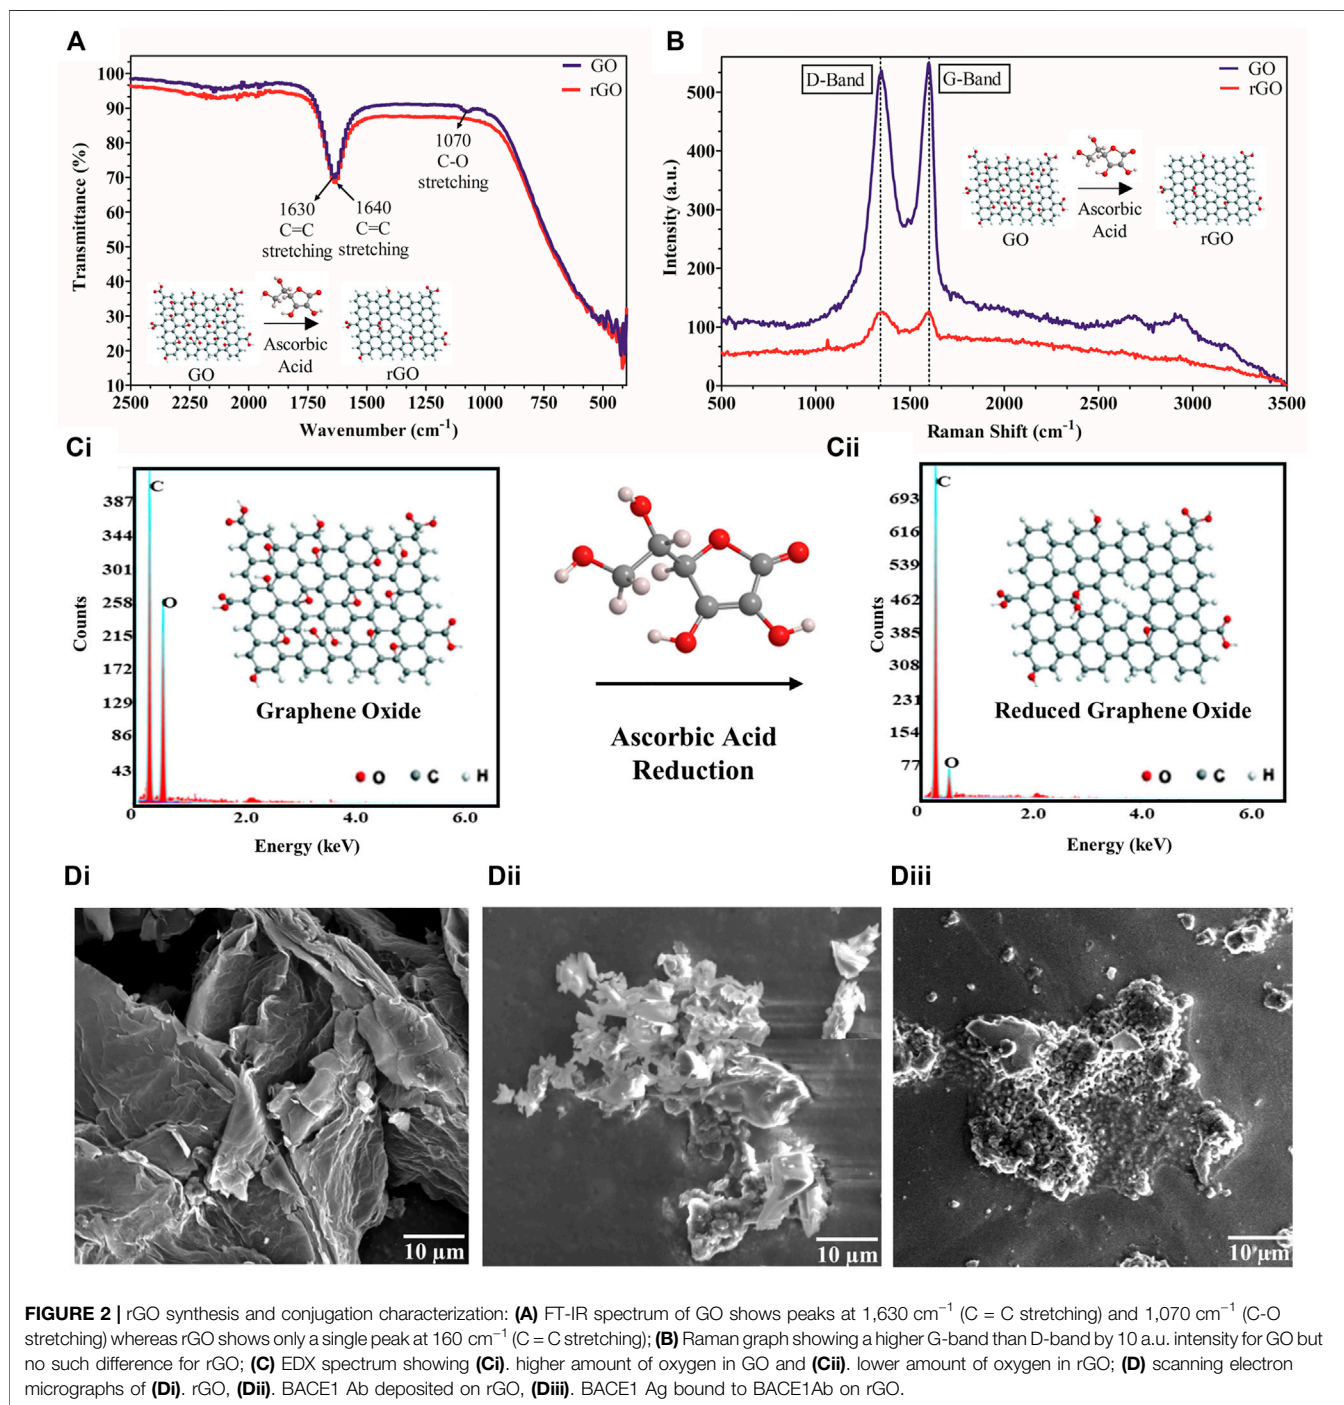 A
100
90
80
70
60
50
40
30
20
10
Transmittance (%)
GO
rGO
1070
C-O
stretching
1630
C=C
stretching
1640
C=C
stretching
Ascorbic
Acid
GO
rGO
2500 2250 2000 1750 1500 1250 1000 750 500
Wavenumber (cm⁻¹)
B
500
400
300
200
100
0
Intensity (a.u.)
D-Band
G-Band
GO
rGO
Ascorbic
Acid
GO
rGO
500 1000 1500 2000 2500 3000 3500
Raman Shift (cm⁻¹)
Ci
387
344
301
258
215
172
129
86
43
Counts
C
O
Graphene Oxide
O C H
0 2.0 4.0 6.0
Energy (keV)
Ascorbic Acid
Reduction
Cii
693
616
539
462
385
308
231
154
77
Counts
C
O
Reduced Graphene Oxide
O C H
0 2.0 4.0 6.0
Energy (keV)
Di
10 µm
Dii
10 µm
Diii
10 µm
FIGURE 2 | rGO synthesis and conjugation characterization: (A) FT-IR spectrum of GO shows peaks at 1,630 cm⁻¹ (C = C stretching) and 1,070 cm⁻¹ (C-O
stretching) whereas rGO shows only a single peak at 160 cm⁻¹ (C = C stretching); (B) Raman graph showing a higher G-band than D-band by 10 a.u. intensity for GO but
no such difference for rGO; (C) EDX spectrum showing (Ci). higher amount of oxygen in GO and (Cii). lower amount of oxygen in rGO; (D) scanning electron
micrographs of (Di). rGO, (Dii). BACE1 Ab deposited on rGO, (Diii). BACE1 Ag bound to BACE1Ab on rGO.